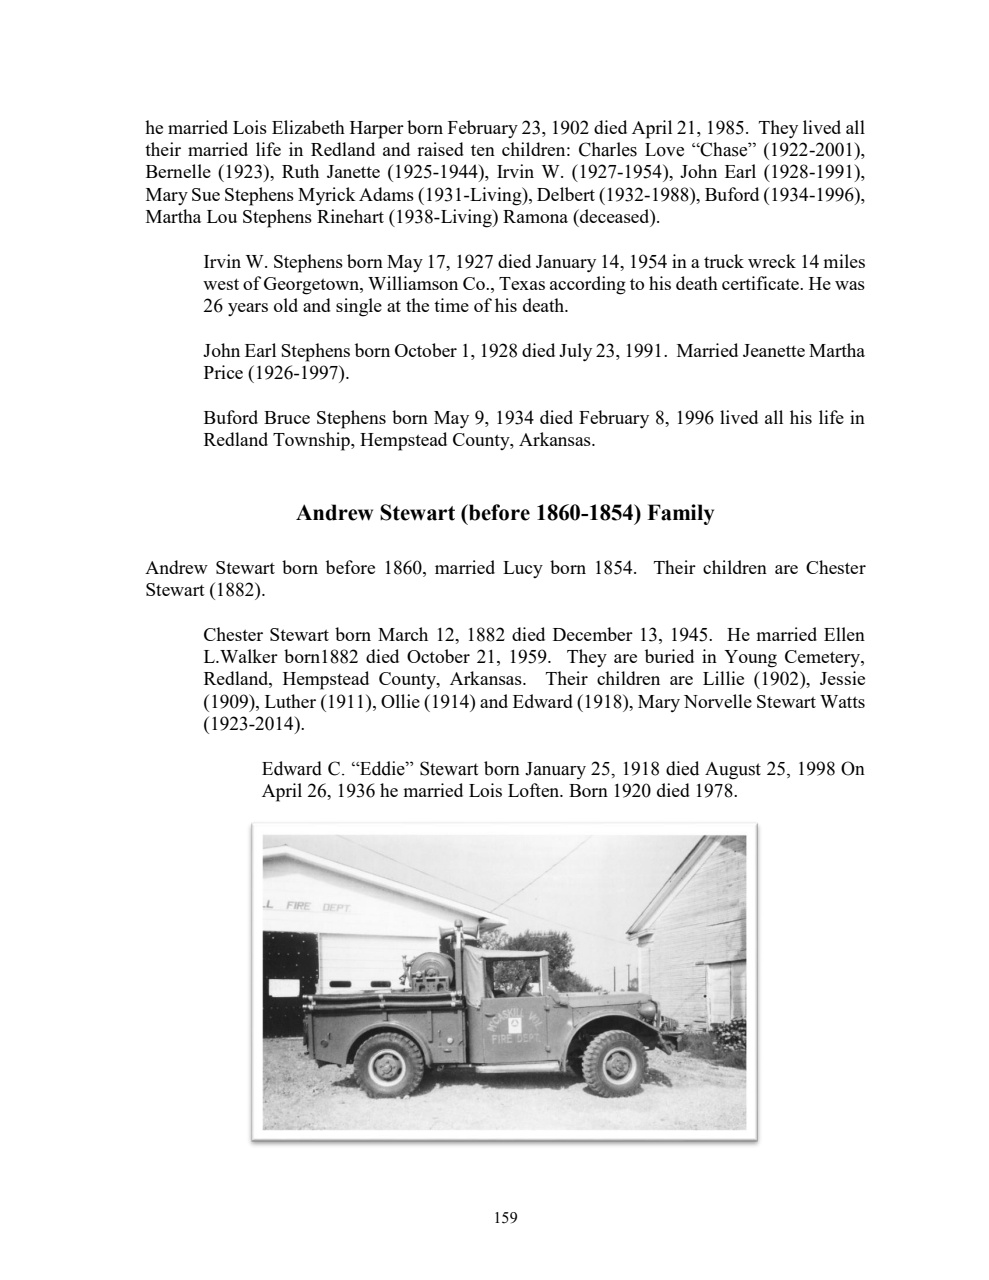 he married Lois Elizabeth Harper born February 23, 1902 died April 21, 1985.  They lived all
their married life in Redland and raised ten children: Charles Love “Chase” (1922-2001),
Bernelle (1923), Ruth Janette (1925-1944), Irvin W. (1927-1954), John Earl (1928-1991),
Mary Sue Stephens Myrick Adams (1931-Living), Delbert (1932-1988), Buford (1934-1996),
Martha Lou Stephens Rinehart (1938-Living) Ramona (deceased).
Irvin W. Stephens born May 17, 1927 died January 14, 1954 in a truck wreck 14 miles
west of Georgetown, Williamson Co., Texas according to his death certificate. He was
26 years old and single at the time of his death.
John Earl Stephens born October 1, 1928 died July 23, 1991.  Married Jeanette Martha
Price (1926-1997).
Buford Bruce Stephens born May 9, 1934 died February 8, 1996 lived all his life in
Redland Township, Hempstead County, Arkansas.
Andrew Stewart (before 1860-1854) Family
Andrew Stewart born before 1860, married Lucy born 1854.  Their children are Chester
Stewart (1882).
Chester Stewart born March 12, 1882 died December 13, 1945.  He married Ellen
L.Walker born1882 died October 21, 1959.  They are buried in Young Cemetery,
Redland, Hempstead County, Arkansas.  Their children are Lillie (1902), Jessie
(1909), Luther (1911), Ollie (1914) and Edward (1918), Mary Norvelle Stewart Watts
(1923-2014).
Edward C. “Eddie” Stewart born January 25, 1918 died August 25, 1998 On
April 26, 1936 he married Lois Loften. Born 1920 died 1978.
L FIRE DEPT.
McCASKILL VOL.
FIRE DEPT.
159